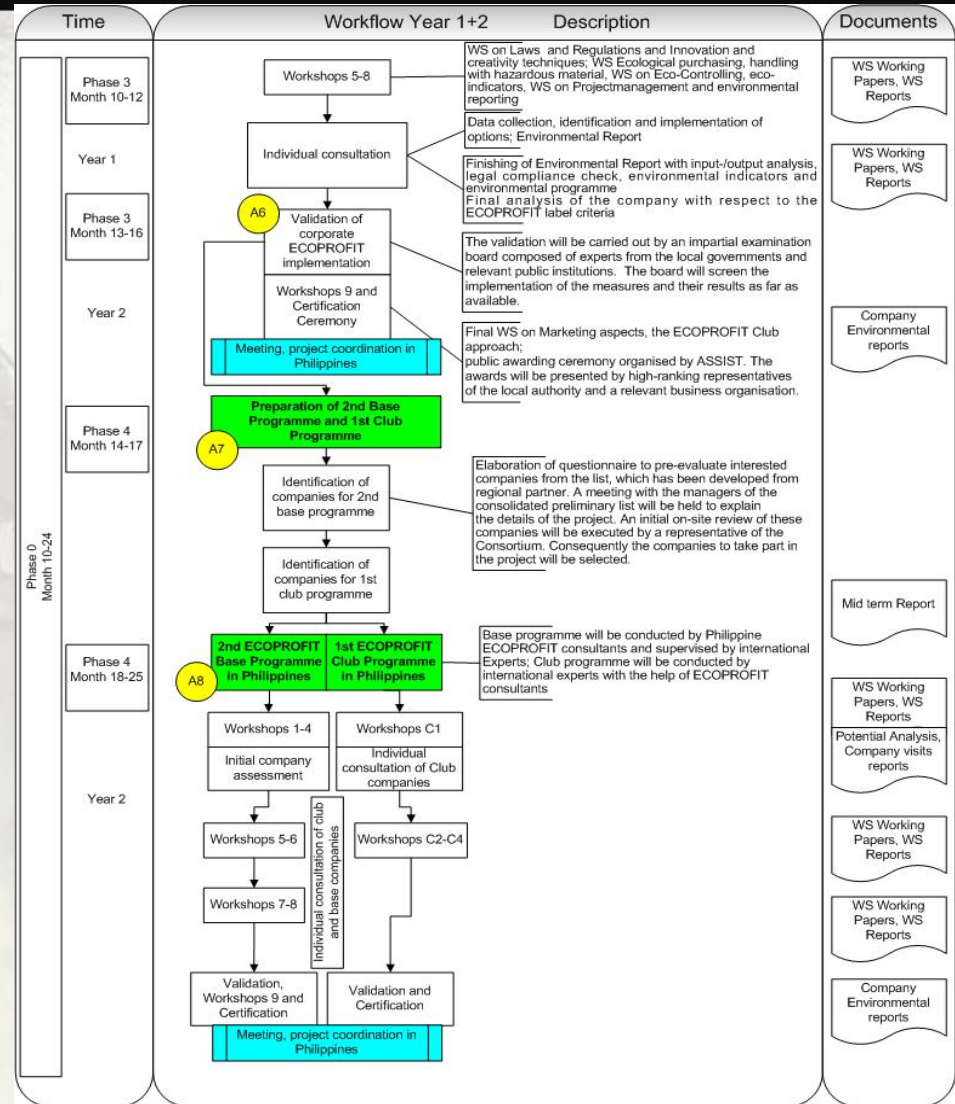 Time
Workflow Year 1+2
Description
Documents
Phase 0
Month 10-24
Phase 3
Month 10-12
Year 1
Phase 3
Month 13-16
Year 2
Phase 4
Month 14-17
Phase 4
Month 18-25
Year 2
Workshops 5-8
WS on Laws and Regulations and Innovation and
creativity techniques; WS Ecological purchasing, handling
with hazardous material, WS on Eco-Controlling, eco-
indicators, WS on Projectmanagement and environmental
reporting
Individual consultation
Data collection, identification and implementation of
options; Environmental Report
Finishing of Environmental Report with input-/output analysis,
legal compliance check, environmental indicators and
environmental programme
Final analysis of the company with respect to the
ECOPROFIT label criteria
A6
Validation of
corporate
ECOPROFIT
implementation
The validation will be carried out by an impartial examination
board composed of experts from the local governments and
relevant public institutions. The board will screen the
implementation of the measures and their results as far as
available.
Workshops 9 and
Certification
Ceremony
Final WS on Marketing aspects, the ECOPROFIT Club
approach;
public awarding ceremony organised by ASSIST. The
awards will be presented by high-ranking representatives
of the local authority and a relevant business organisation.
Meeting, project coordination in
Philippines
Preparation of 2nd Base
Programme and 1st Club
Programme
A7
Identification of
companies for 2nd
base programme
Elaboration of questionnaire to pre-evaluate interested
companies from the list, which has been developed from
regional partner. A meeting with the managers of the
consolidated preliminary list will be held to explain
the details of the project. An initial on-site review of these
companies will be executed by a representative of the
Consortium. Consequently the companies to take part in
the project will be selected.
Identification of
companies for 1st
club programme
A8
2nd ECOPROFIT
Base Programme
in Philippines
1st ECOPROFIT
Club Programme
in Philippines
Base programme will be conducted by Philippine
ECOPROFIT consultants and supervised by international
Experts; Club programme will be conducted by
international experts with the help of ECOPROFIT
consultants
Workshops 1-4
Initial company
assessment
Workshops C1
Individual
consultation of Club
companies
Workshops 5-6
Individual consultation of club
and base companies
Workshops C2-C4
Workshops 7-8
Validation,
Workshops 9 and
Certification
Validation and
Certification
Meeting, project coordination in
Philippines
WS Working
Papers, WS
Reports
WS Working
Papers, WS
Reports
Company
Environmental
reports
Mid term Report
WS Working
Papers, WS
Reports
Potential Analysis,
Company visits
reports
WS Working
Papers, WS
Reports
WS Working
Papers, WS
Reports
Company
Environmental
reports